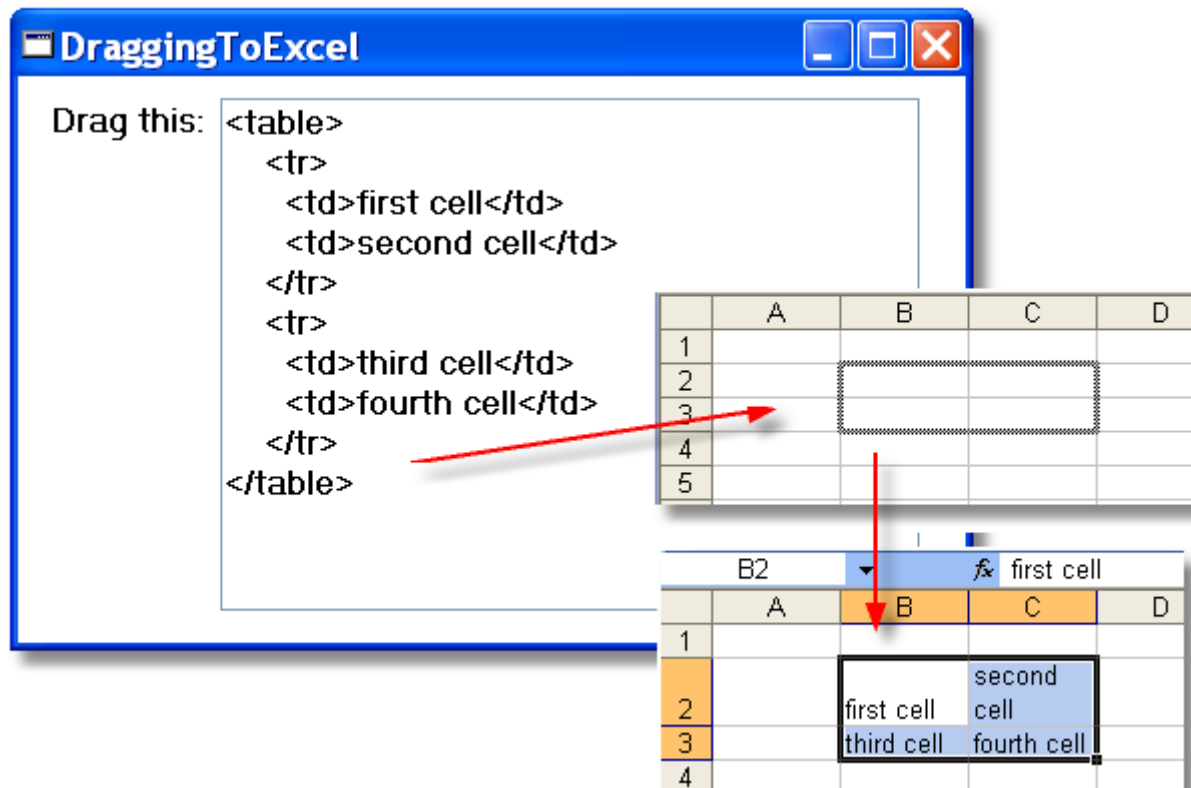 DraggingToExcel
Drag this:
<table>
<tr>
<td>first cell</td>
<td>second cell</td>
</tr>
<tr>
<td>third cell</td>
<td>fourth cell</td>
</tr>
</table>
A B C D
1
2
3
4
5
B2 fx first cell
A B C D
1
2 first cell second
cell
3 third cell fourth cell
4